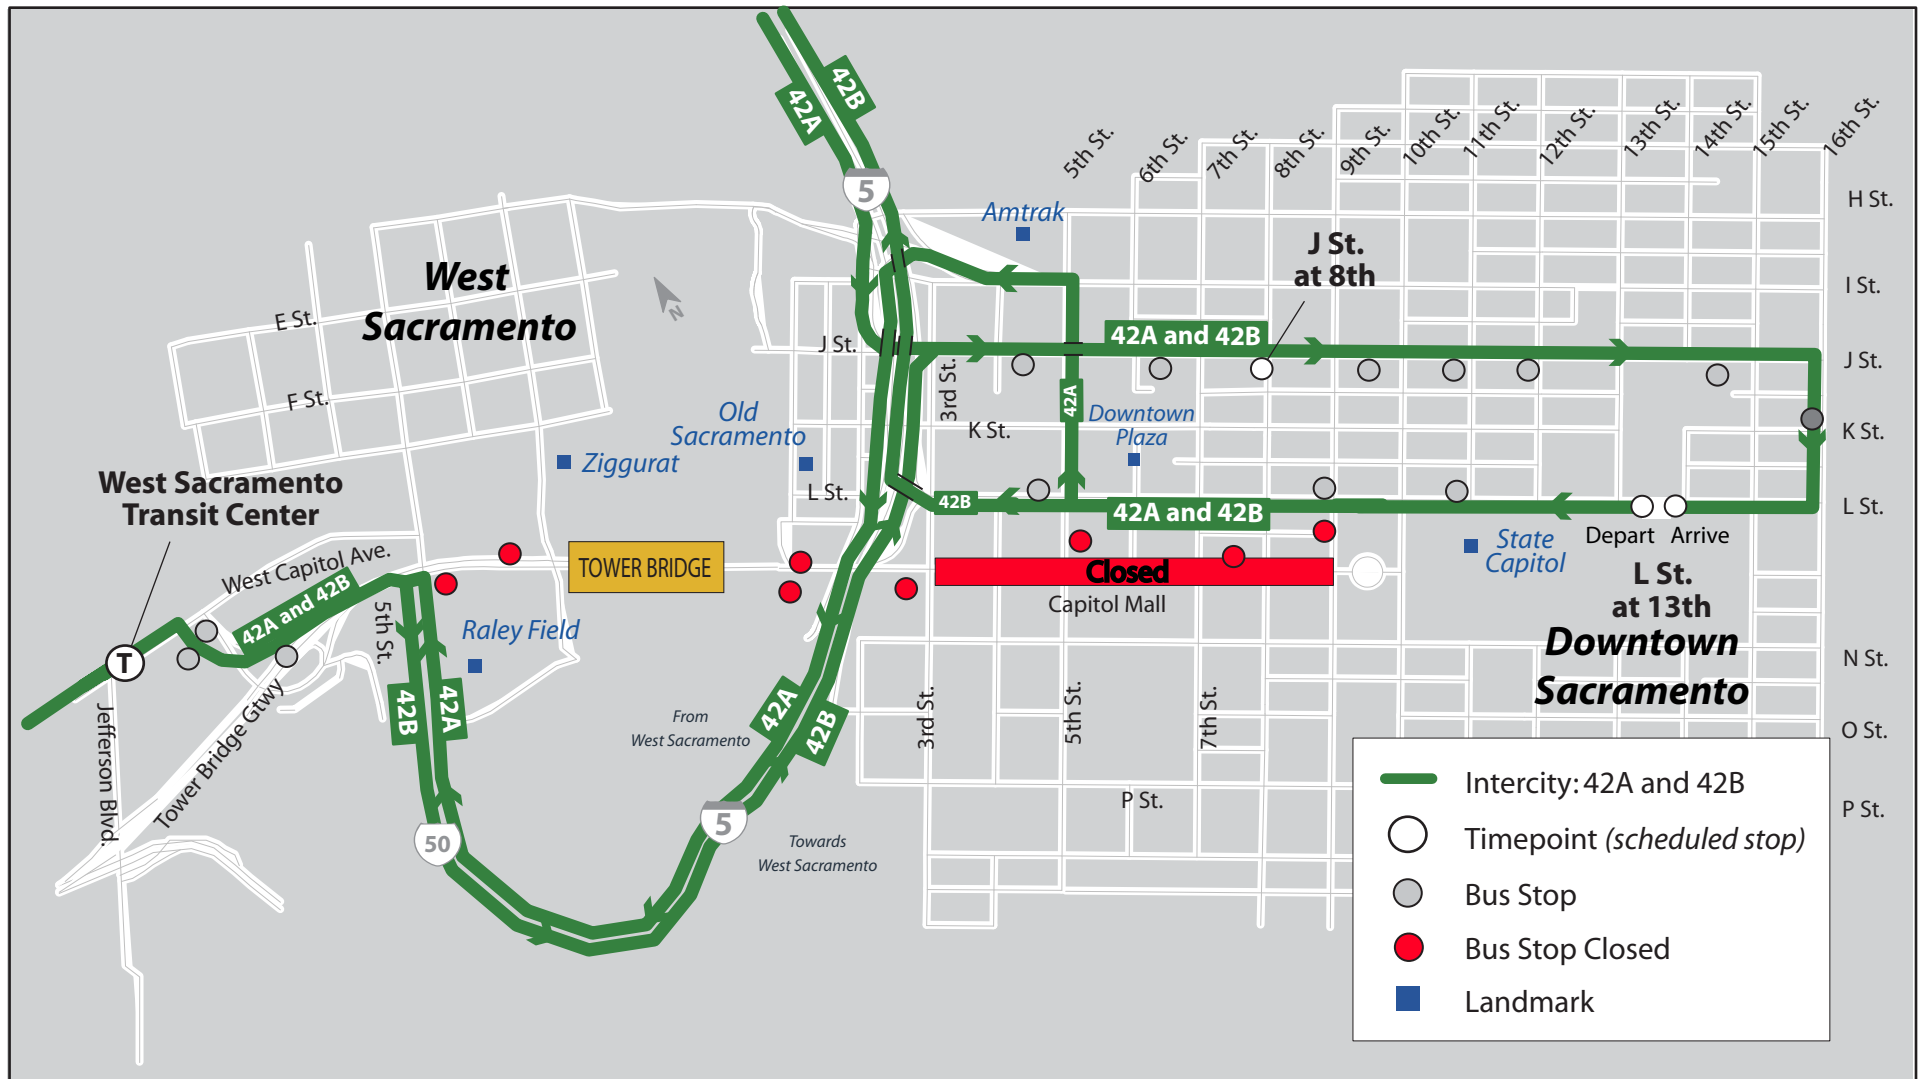 42B
42A
5
5th St.
6th St.
7th St.
8th St.
9th St.
10th St.
11th St.
12th St.
13th St.
14th St.
15th St.
16th St.
H St.
Amtrak
J St.
at 8th
I St.
West
Sacramento
N
E St.
F St.
J St.
42A and 42B
J St.
3rd St.
42A
Downtown
Plaza
Old
Sacramento
K St.
K St.
Ziggurat
West Sacramento
Transit Center
L St.
42B
42A and 42B
L St.
Depart Arrive
State
Capitol
L St.
at 13th
West Capitol Ave.
TOWER BRIDGE
Closed
Capitol Mall
42A and 42B
5th St.
Raley Field
T
Downtown
Sacramento
N St.
Jefferson Blvd.
Tower Bridge Gtwy
42B
42A
From
West Sacramento
42A
42B
3rd St.
5th St.
7th St.
O St.
P St.
P St.
5
50
Towards
West Sacramento
Intercity: 42A and 42B
Timepoint (scheduled stop)
Bus Stop
Bus Stop Closed
Landmark